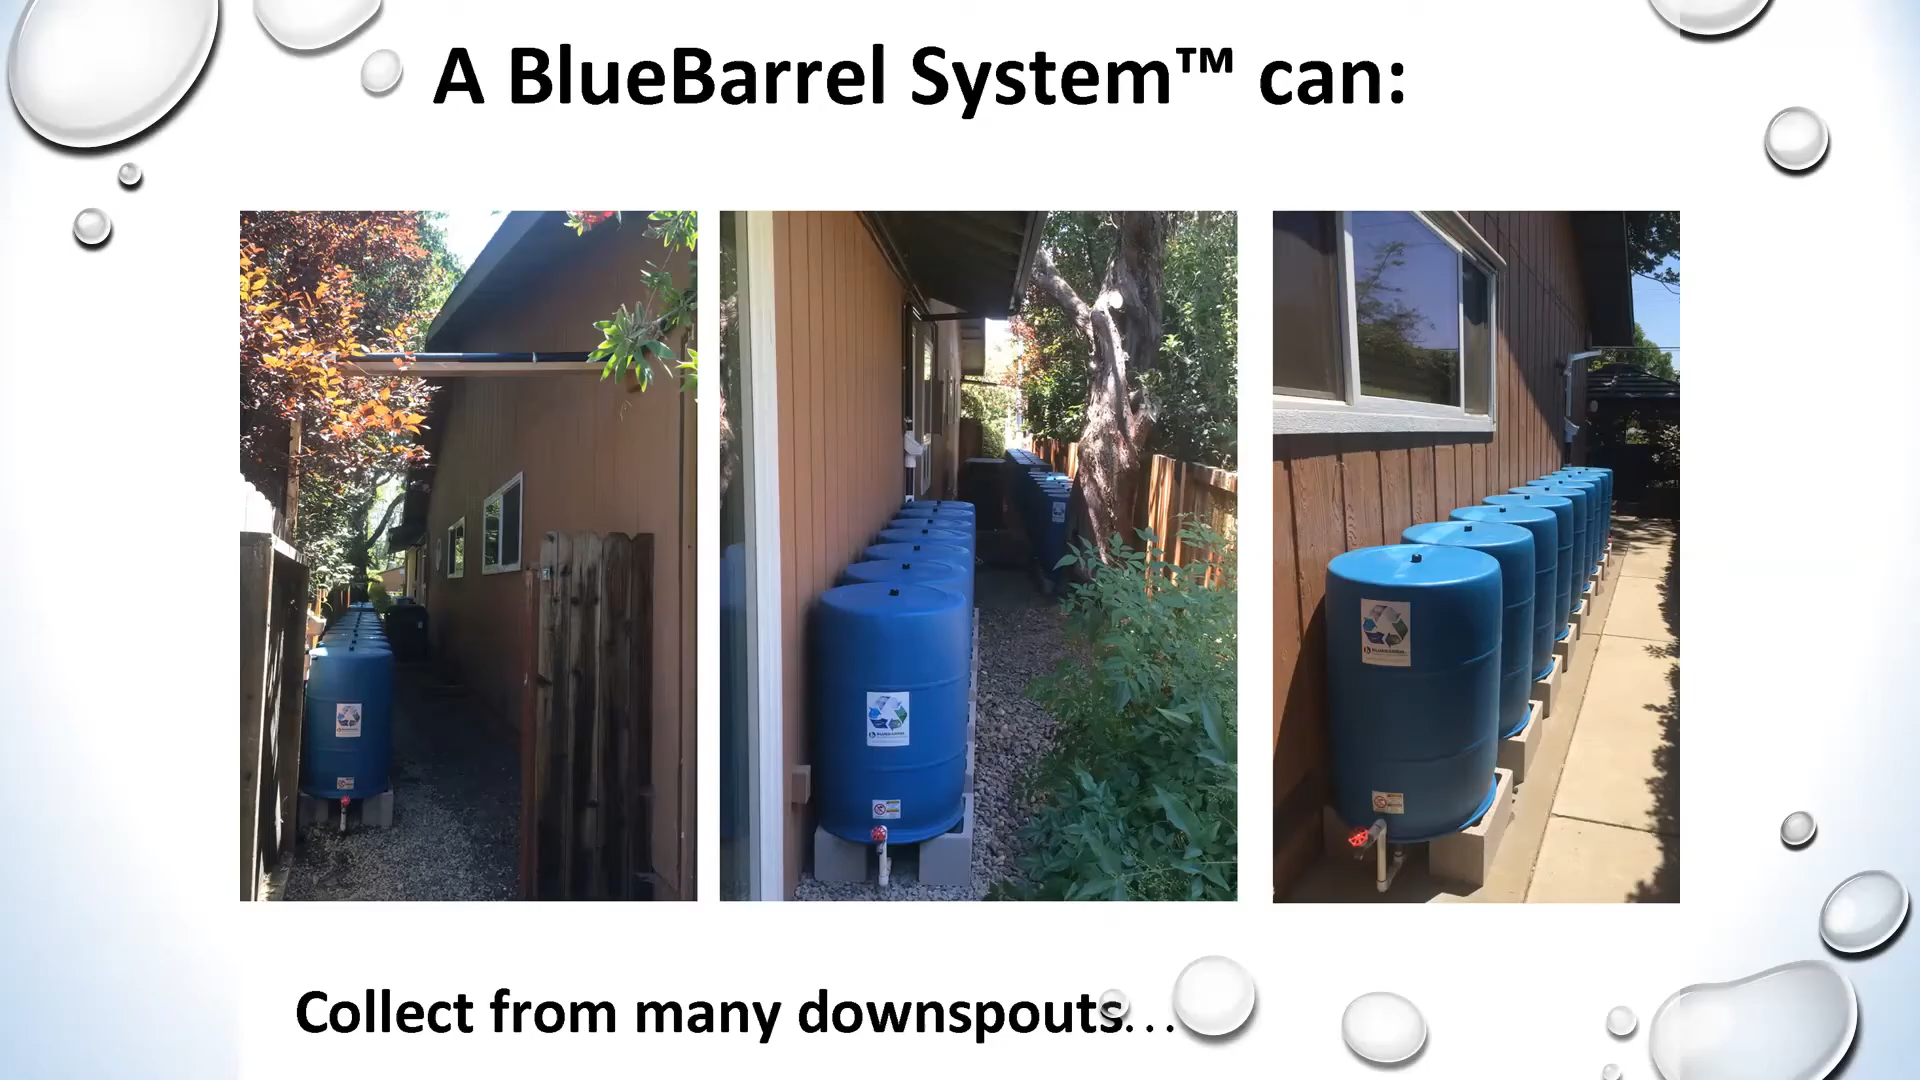 A BlueBarrel System™ can:
Collect from many downspouts…